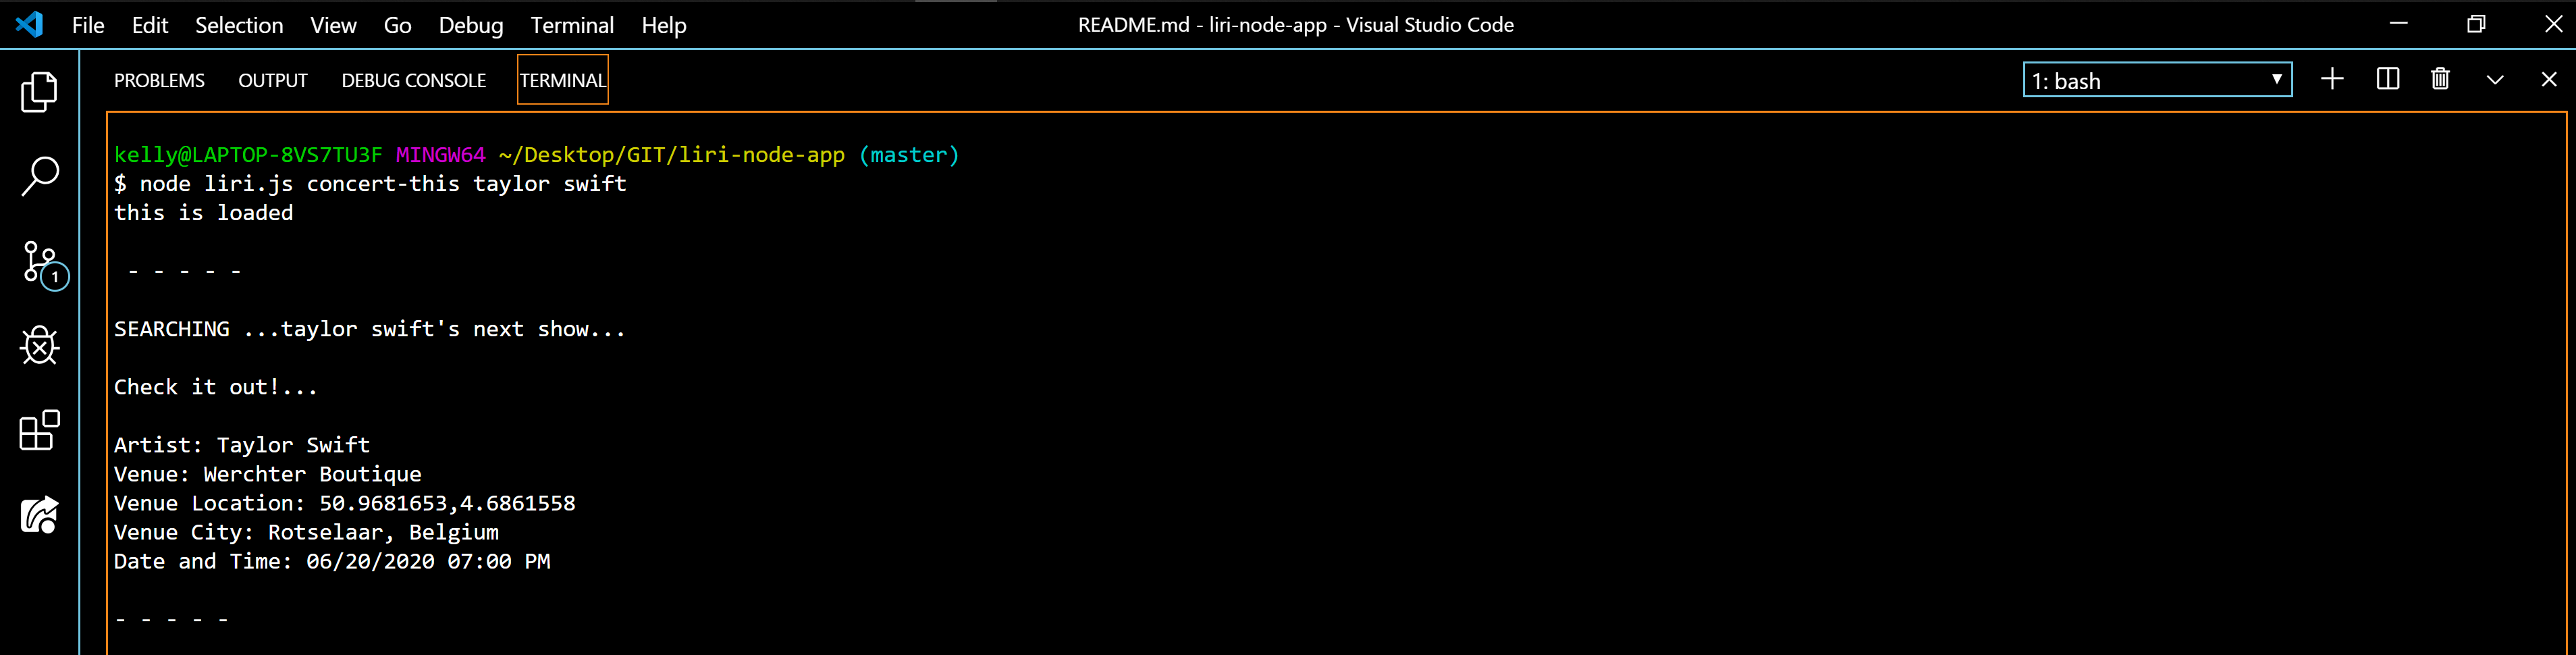 File Edit Selection View Go Debug Terminal Help README.md - liri-node-app - Visual Studio Code
PROBLEMS OUTPUT DEBUG CONSOLE TERMINAL 1: bash
kelly@LAPTOP-8VS7TU3F MINGW64 ~/Desktop/GIT/liri-node-app (master)
$ node liri.js concert-this taylor swift
this is loaded
- - - - -
1
SEARCHING ...taylor swift's next show...
Check it out!...
Artist: Taylor Swift
Venue: Werchter Boutique
Venue Location: 50.9681653,4.6861558
Venue City: Rotselaar, Belgium
Date and Time: 06/20/2020 07:00 PM
- - - - -